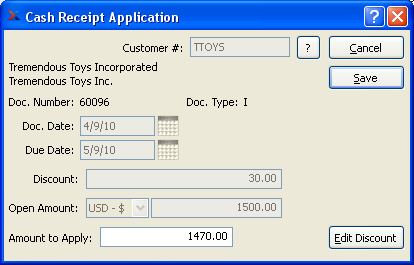 Cash Receipt Application
Customer #: TTOYS ? Cancel
Tremendous Toys Incorporated
Tremendous Toys Inc.
Save
Doc. Number: 60096 Doc. Type: I
Doc. Date: 4/9/10
Due Date: 5/9/10
Discount: 30.00
Open Amount: USD - $ 1500.00
Amount to Apply: 1470.00 Edit Discount